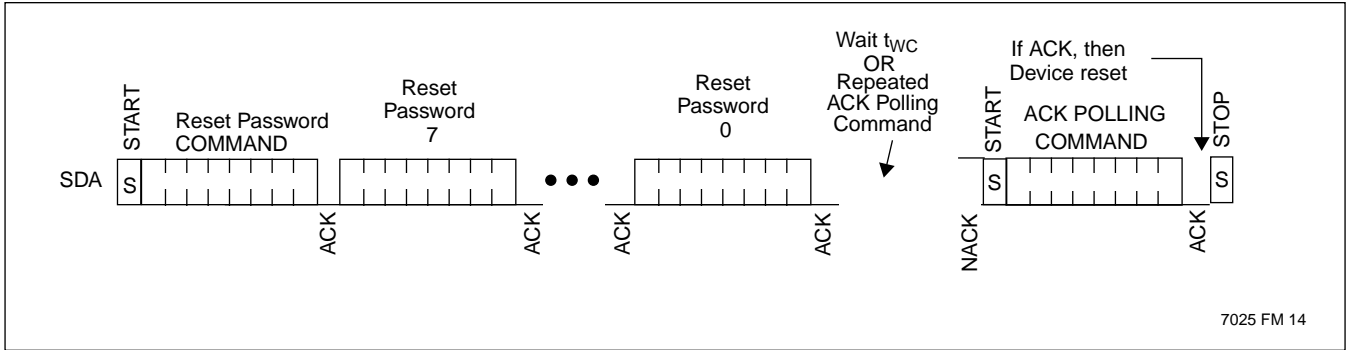 Wait tWC
OR
Repeated
ACK Polling
Command
If ACK, then
Device reset
START
Reset Password
COMMAND
Reset
Password
7
Reset
Password
0
START
ACK POLLING
COMMAND
STOP
SDA
S
S
S
ACK
ACK
ACK
ACK
NACK
ACK
7025 FM 14